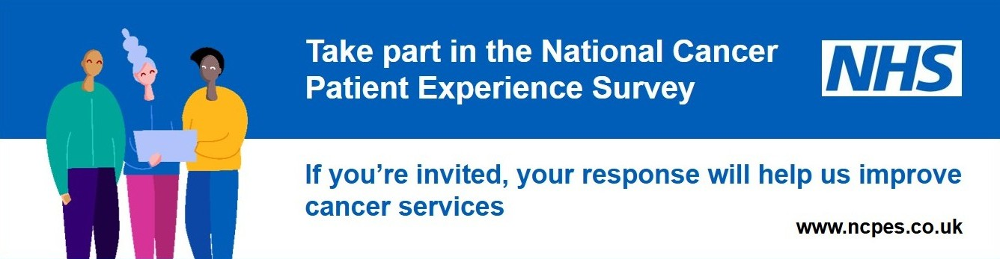 Take part in the National Cancer
Patient Experience Survey
NHS
If you’re invited, your response will help us improve
cancer services
www.ncpes.co.uk